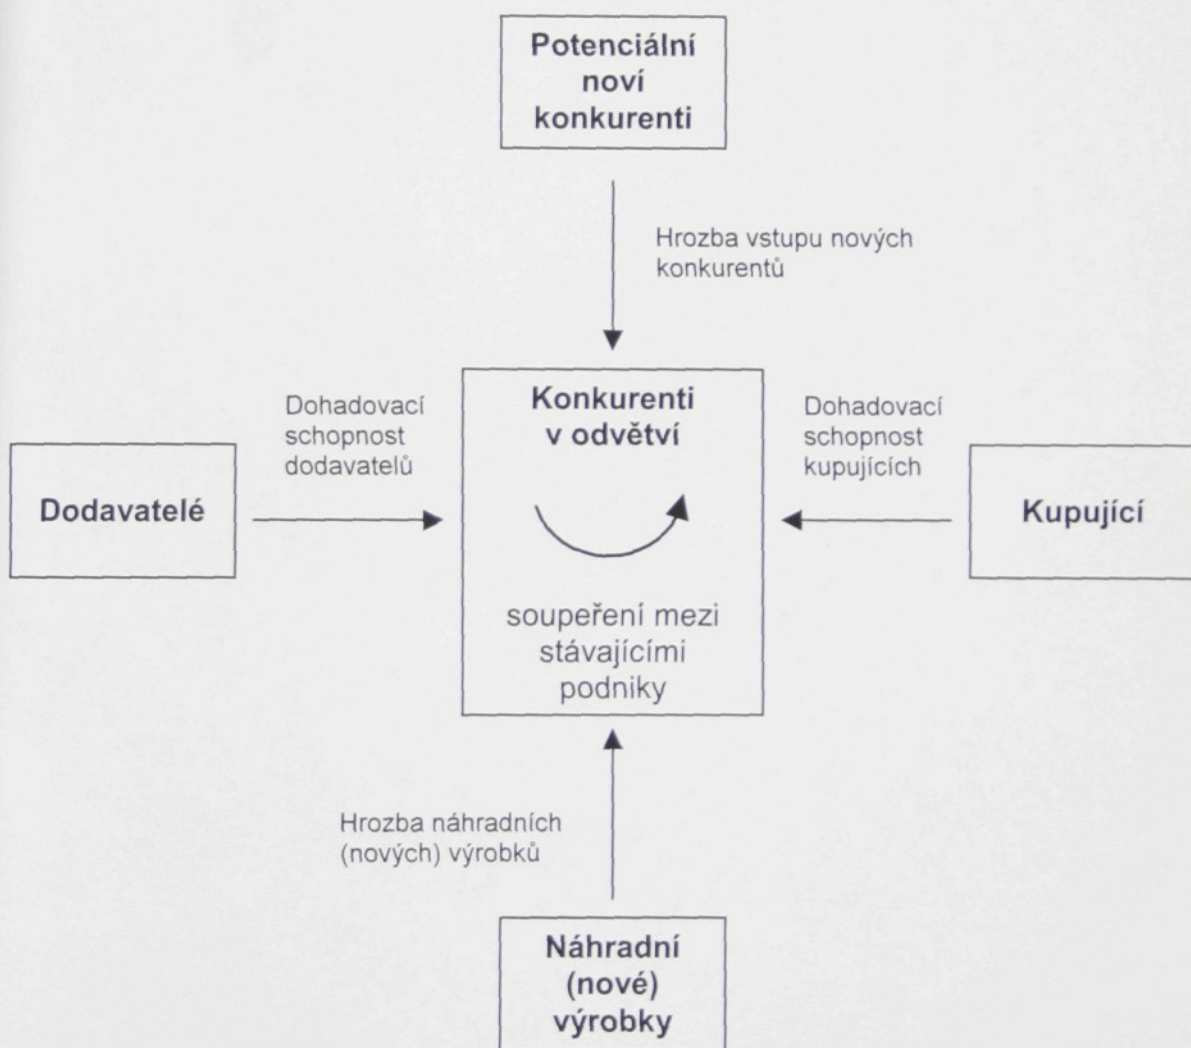 Potenciální
noví
konkurenti
Hrozba vstupu nových
konkurentů
Dohadovací
schopnost
dodavatelů
Konkurenti
v odvětví
Dohadovací
schopnost
kupujících
Dodavatelé
Kupující
soupeření mezi
stávajícími
podniky
Hrozba náhradních
(nových) výrobků
Náhradní
(nové)
výrobky